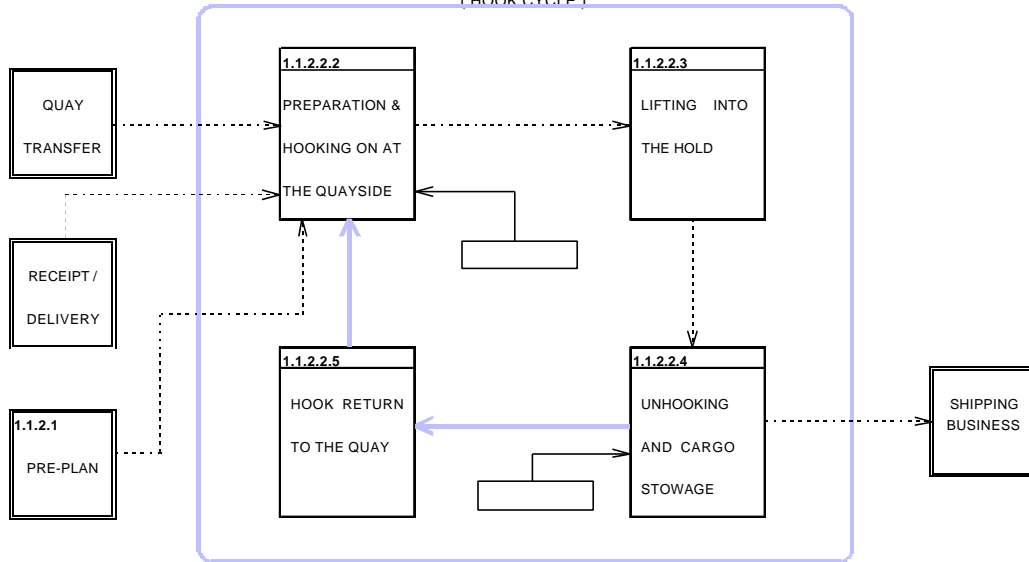 [ HOOK CYCLE ]
QUAY
TRANSFER
1.1.2.2.2
PREPARATION &
HOOKING ON AT
THE QUAYSIDE
1.1.2.2.3
LIFTING INTO
THE HOLD
RECEIPT /
DELIVERY
1.1.2.1
PRE-PLAN
1.1.2.2.5
HOOK RETURN
TO THE QUAY
1.1.2.2.4
UNHOOKING
AND CARGO
STOWAGE
SHIPPING
BUSINESS